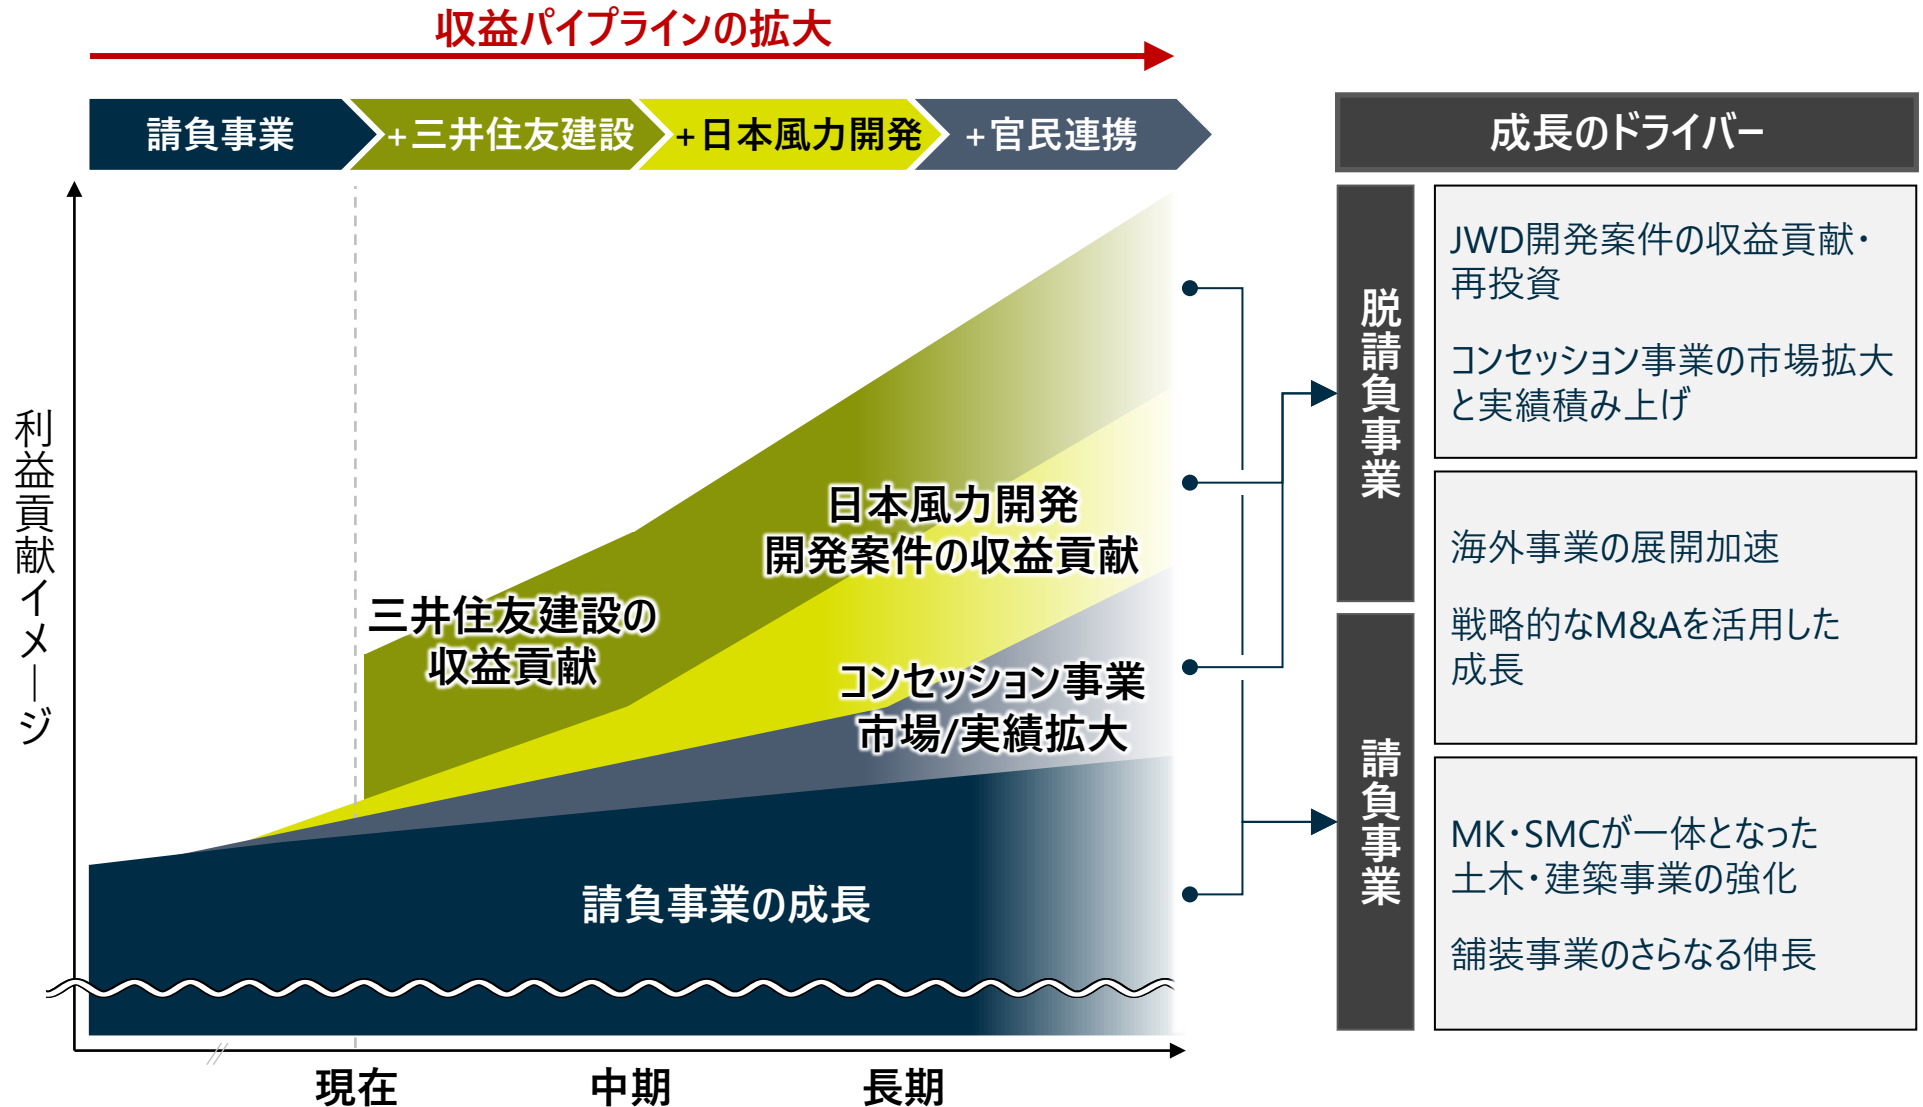 収益パイプラインの拡大
請負事業
+三井住友建設
+日本風力開発
+官民連携
利益貢献イメージ
三井住友建設の
収益貢献
日本風力開発
開発案件の収益貢献
コンセッション事業
市場/実績拡大
請負事業の成長
現在
中期
長期
成長のドライバー
脱請負事業
請負事業
JWD開発案件の収益貢献・
再投資
コンセッション事業の市場拡大
と実績積み上げ
海外事業の展開加速
戦略的なM&Aを活用した
成長
MK・SMCが一体となった
土木・建築事業の強化
舗装事業のさらなる伸長